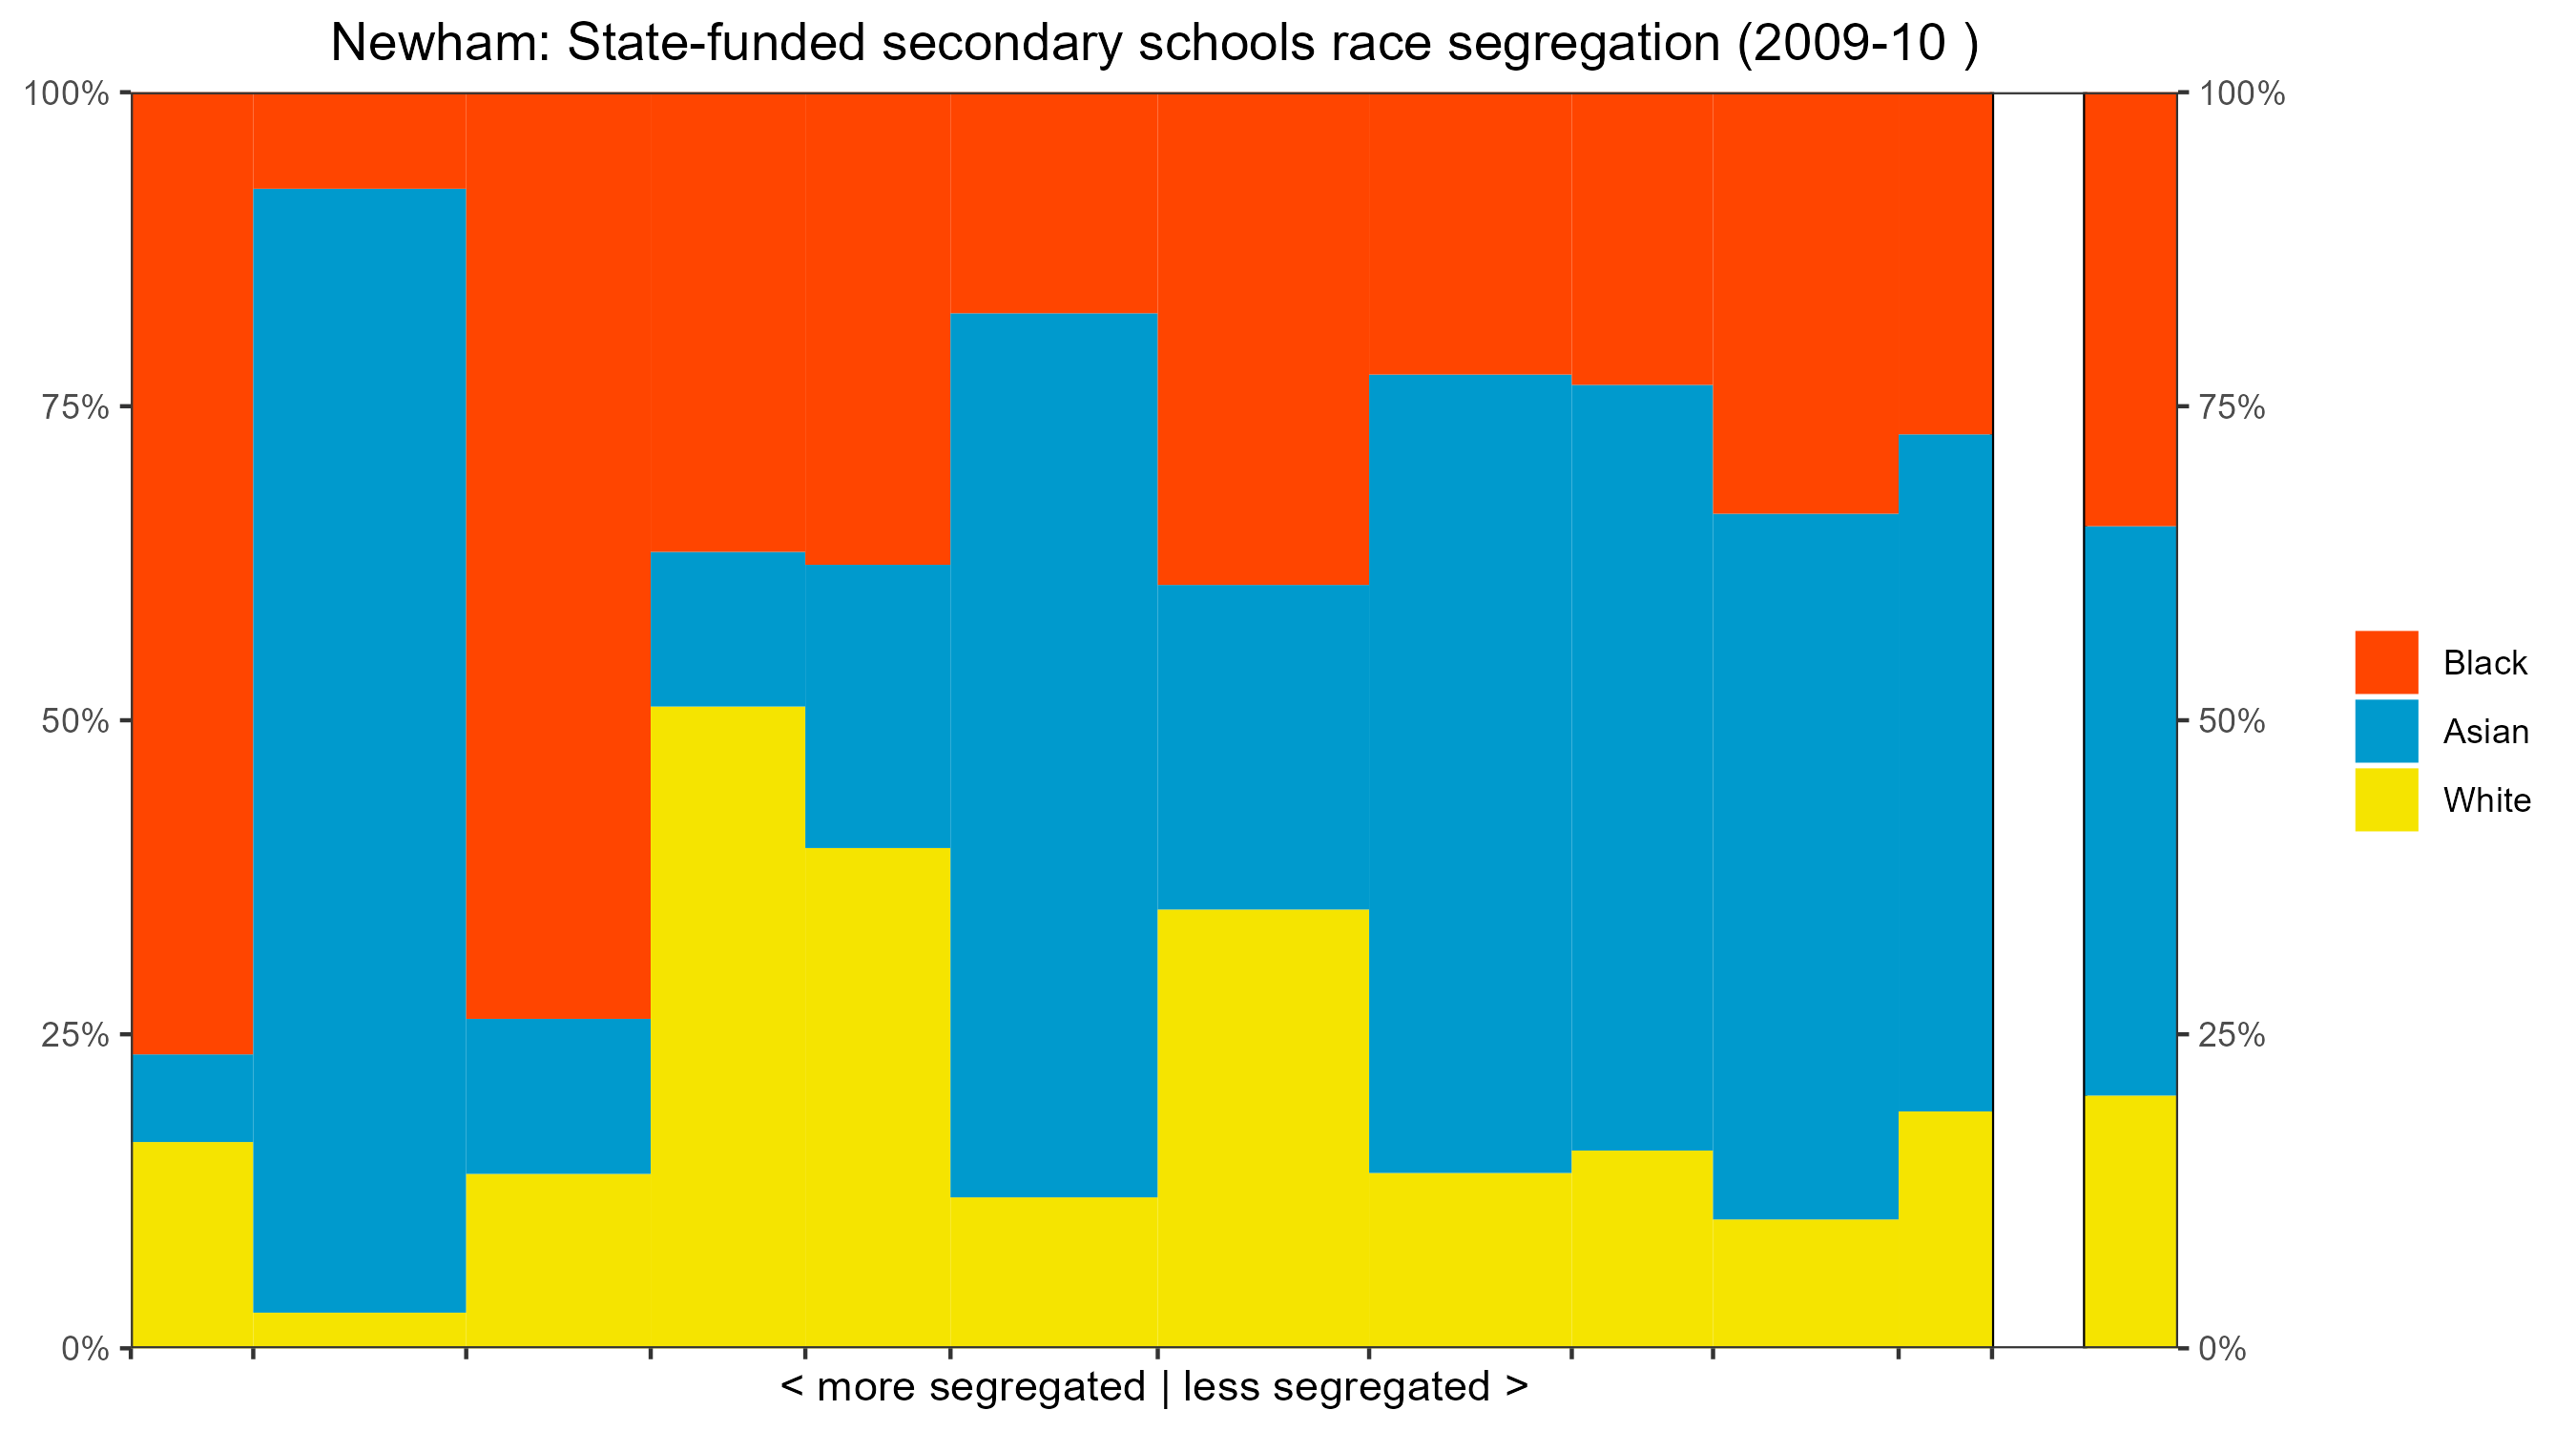 Newham: State-funded secondary schools race segregation (2009-10 )
100%
75%
50%
25%
0%
100%
75%
50%
25%
0%
Black
Asian
White
< more segregated | less segregated >